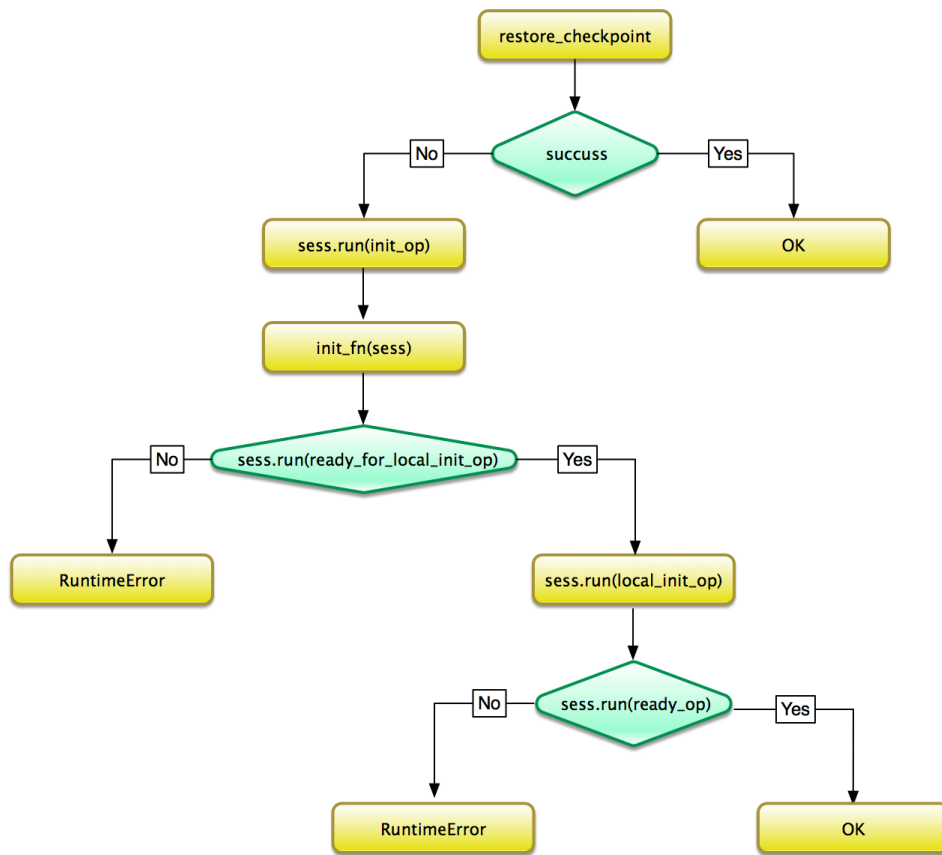 restore_checkpoint
No
succuss
Yes
sess.run(init_op)
OK
init_fn(sess)
No
sess.run(ready_for_local_init_op)
Yes
RuntimeError
sess.run(local_init_op)
No
sess.run(ready_op)
Yes
RuntimeError
OK